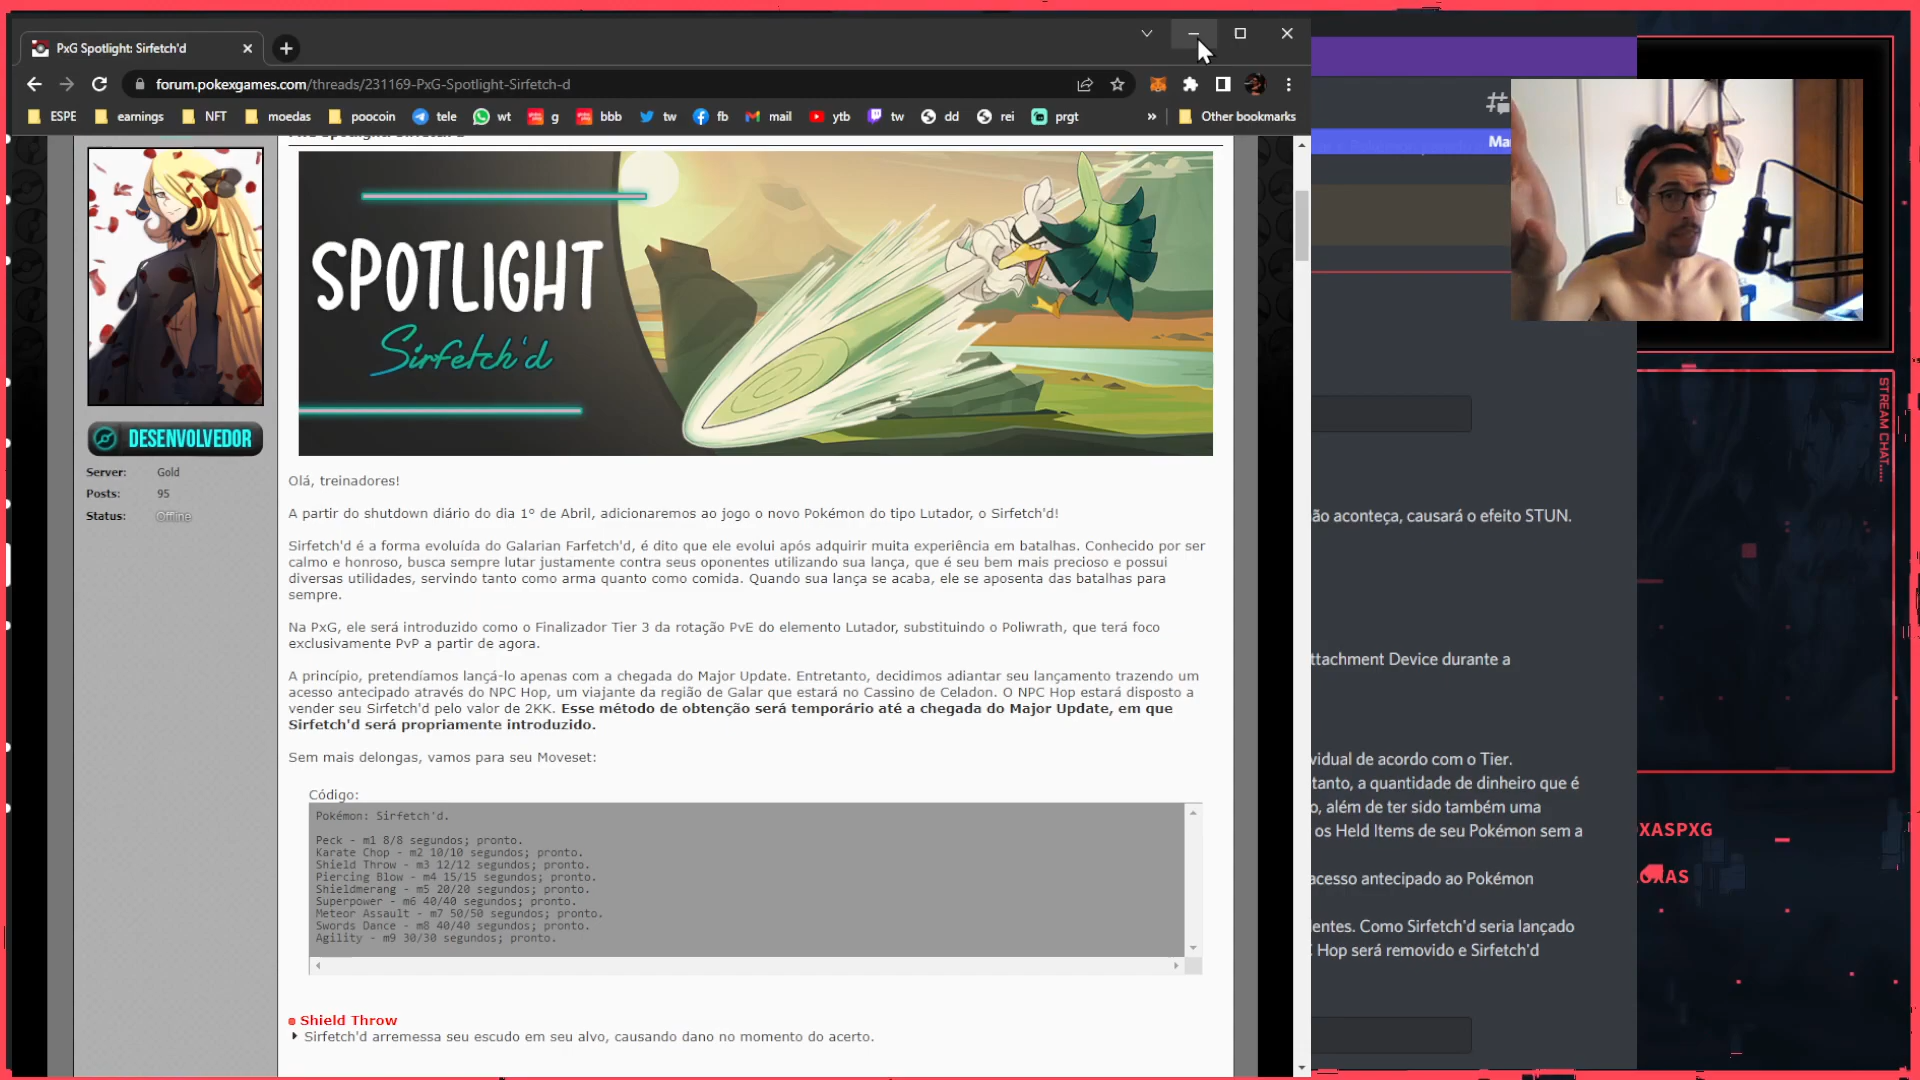 PxG Spotlight: Sirfetch'd
forum.pokexgames.com/threads/231169-PxG-Spotlight-Sirfetch-d
ESPE
earnings
NFT
moedas
poocoin
tele
wt
g
bbb
tw
fb
mail
ytb
tw
dd
rei
prgt
»
Other bookmarks
SPOTLIGHT
Sirfetch'd
DESENVOLVEDOR
Server: Gold
Posts: 95
Status: Offline
Olá, treinadores!
A partir do shutdown diário do dia 1° de Abril, adicionaremos ao jogo o novo Pokémon do tipo Lutador, o Sirfetch'd!
Sirfetch'd é a forma evoluída do Galarian Farfetch'd, é dito que ele evolui após adquirir muita experiência em batalhas. Conhecido por ser
calmo e honroso, busca sempre lutar justamente contra seus oponentes utilizando sua lança, que é seu bem mais precioso e possui
diversas utilidades, servindo tanto como arma quanto como comida. Quando sua lança se acaba, ele se aposenta das batalhas para
sempre.
Na PxG, ele será introduzido como o Finalizador Tier 3 da rotação PvE do elemento Lutador, substituindo o Poliwrath, que terá foco
exclusivamente PvP a partir de agora.
A princípio, pretendíamos lançá-lo apenas com a chegada do Major Update. Entretanto, decidimos adiantar seu lançamento trazendo um
acesso antecipado através do NPC Hop, um viajante da região de Galar que estará no Cassino de Celadon. O NPC Hop estará disposto a
vender seu Sirfetch'd pelo valor de 2KK. Esse método de obtenção será temporário até a chegada do Major Update, em que
Sirfetch'd será propriamente introduzido.
Sem mais delongas, vamos para seu Moveset:
Código:
Pokémon: Sirfetch'd.
Peck - m1 8/8 segundos; pronto.
Karate Chop - m2 10/10 segundos; pronto.
Shield Throw - m3 12/12 segundos; pronto.
Piercing Blow - m4 15/15 segundos; pronto.
Shieldmerang - m5 20/20 segundos; pronto.
Superpower - m6 40/40 segundos; pronto.
Meteor Assault - m7 50/50 segundos; pronto.
Swords Dance - m8 40/40 segundos; pronto.
Agility - m9 30/30 segundos; pronto.
Shield Throw
Sirfetch'd arremessa seu escudo em seu alvo, causando dano no momento do acerto.
Ma
ão aconteça, causará o efeito STUN.
ttachment Device durante a
vidual de acordo com o Tier.
tanto, a quantidade de dinheiro que é
o, além de ter sido também uma
os Held Items de seu Pokémon sem a
acesso antecipado ao Pokémon
entes. Como Sirfetch'd seria lançado
Hop será removido e Sirfetch'd
STREAM CHAT.....
XASPXG
OXAS